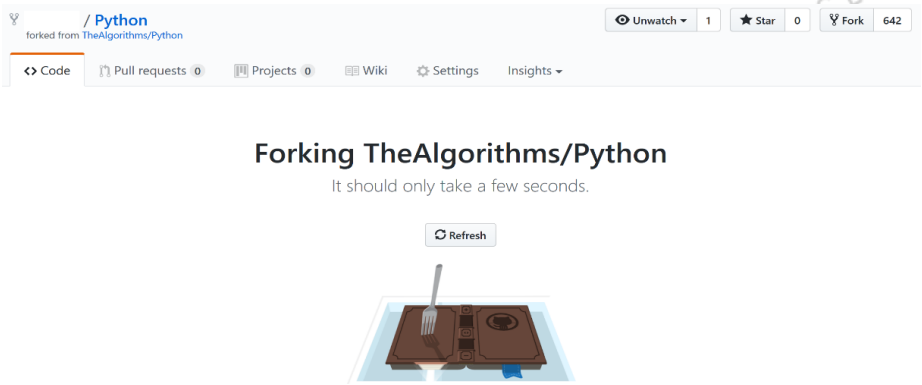 / Python
Unwatch 1 Star 0 Fork 642
forked from TheAlgorithms/Python
Code Pull requests 0 Projects 0 Wiki Settings Insights
Forking TheAlgorithms/Python
It should only take a few seconds.
Refresh